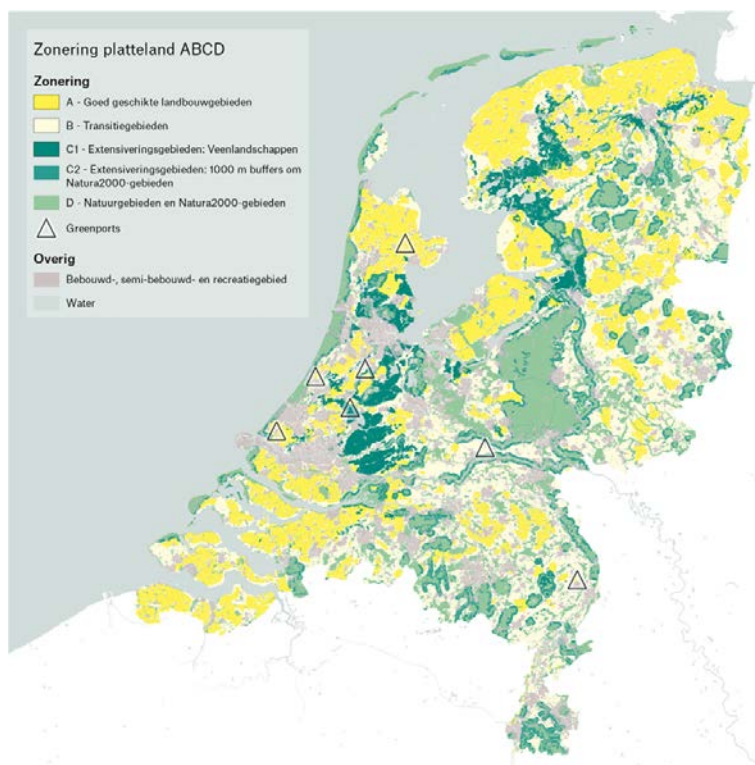 Zonering platteland ABCD
Zonering
A - Goed geschikte landbouwgebieden
B - Transitiegebieden
C1 - Extensiveringsgebieden: Veenlandschappen
C2 - Extensiveringsgebieden: 1000 m buffers om
Natura2000-gebieden
D - Natuurgebieden en Natura2000-gebieden
Greenports
Overig
Bebouwd-, semi-bebouwd- en recreatiegebied
Water